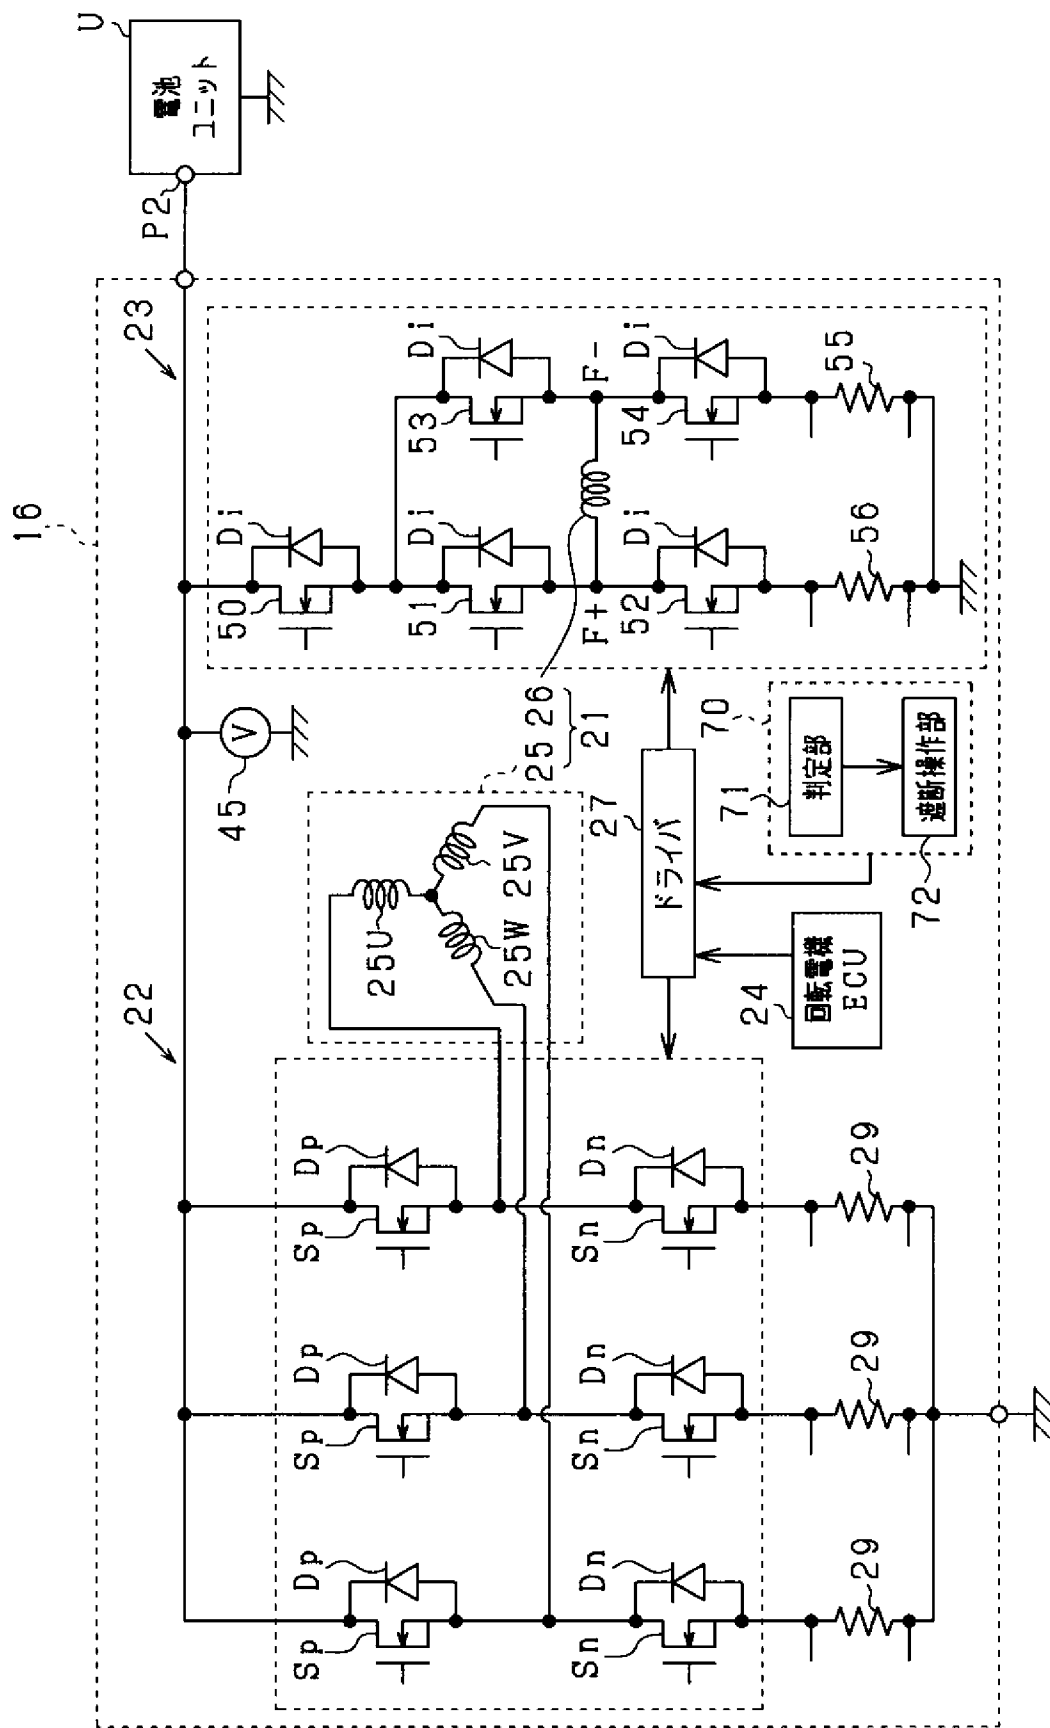 16
U
22
23
P2
電池
ユニット
45
50
Di
Sp
Dp
Sp
Dp
Sp
Dp
25U
51
Di
53
Di
25W 25V
25 26
21
F+
F-
Sn
Dn
Sn
Dn
Sn
Dn
27
52
Di
54
Di
ドライバ
70
24
71
回転電機
ECU
判定部
29
29
29
56
55
72
遮断操作部